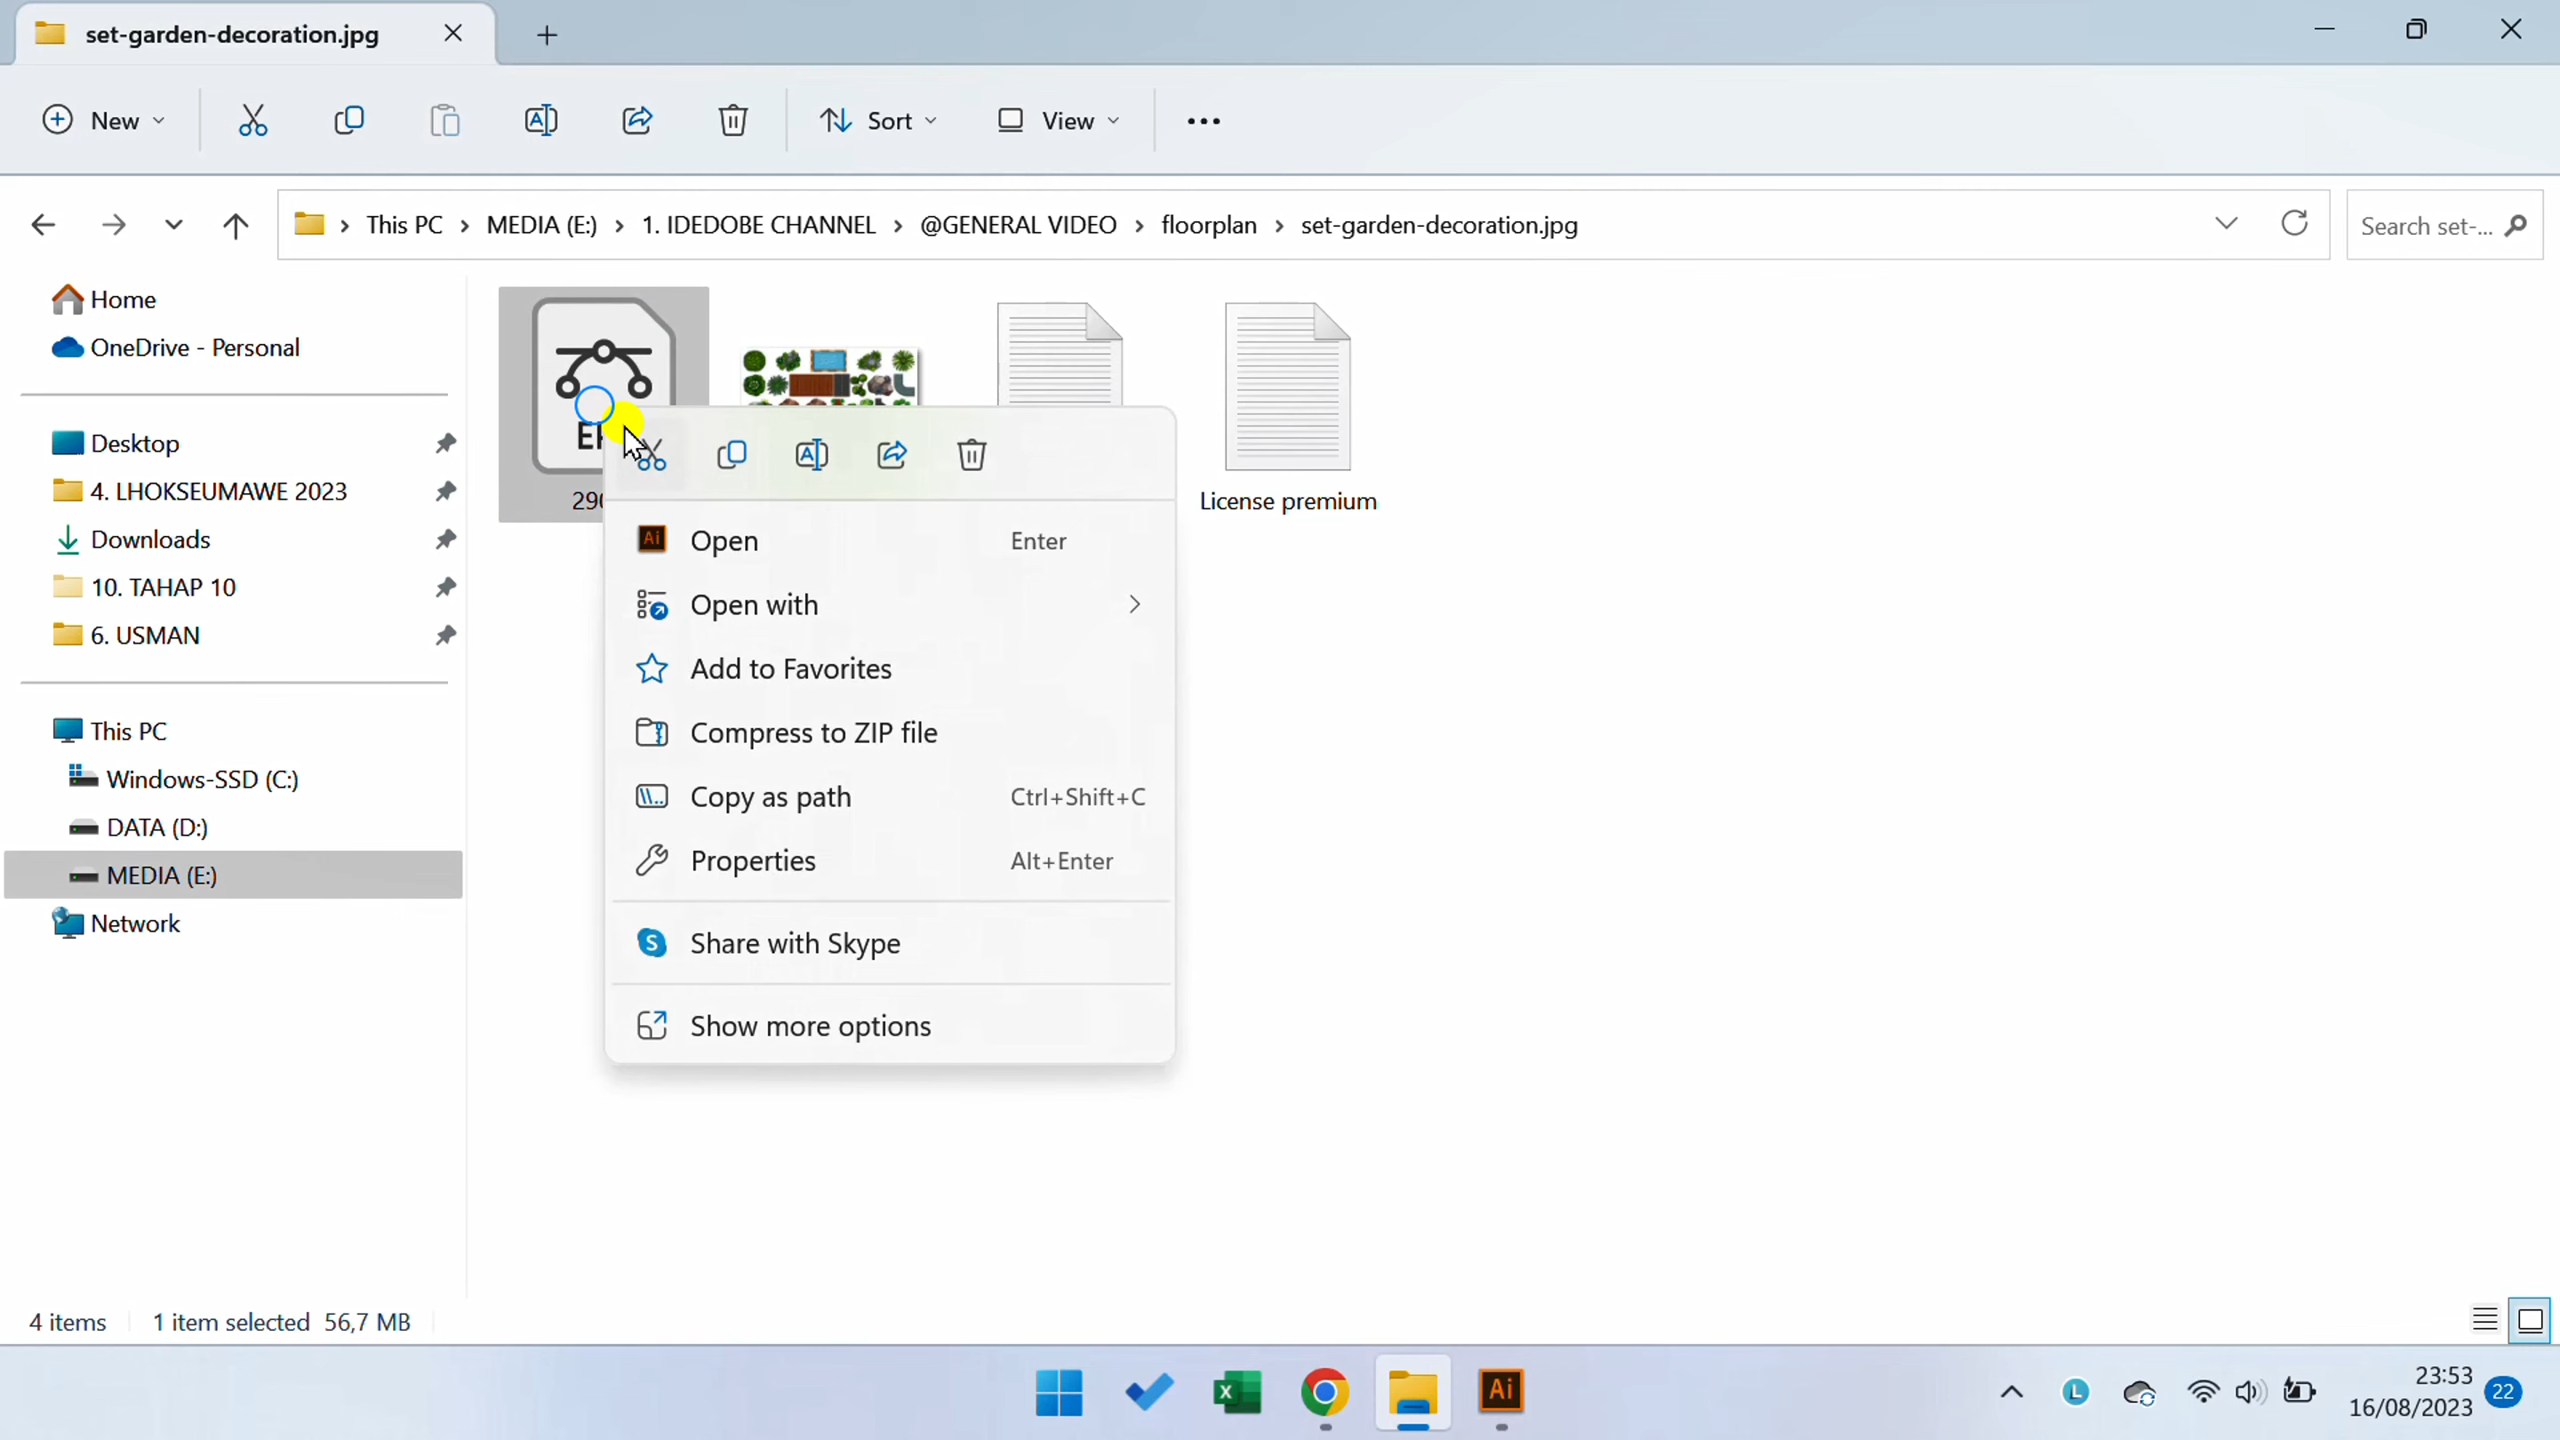 set-garden-decoration.jpg
New
Sort
View
This PC
MEDIA (E:)
1. IDEDOBE CHANNEL
@GENERAL VIDEO
floorplan
set-garden-decoration.jpg
Search set-...
Home
OneDrive - Personal
Desktop
4. LHOKSEUMAWE 2023
Downloads
10. TAHAP 10
6. USMAN
This PC
Windows-SSD (C:)
DATA (D:)
MEDIA (E:)
Network
License premium
Open Enter
Open with
Add to Favorites
Compress to ZIP file
Copy as path Ctrl+Shift+C
Properties Alt+Enter
Share with Skype
Show more options
4 items 1 item selected 56,7 MB
Ai
L
23:53
16/08/2023
22